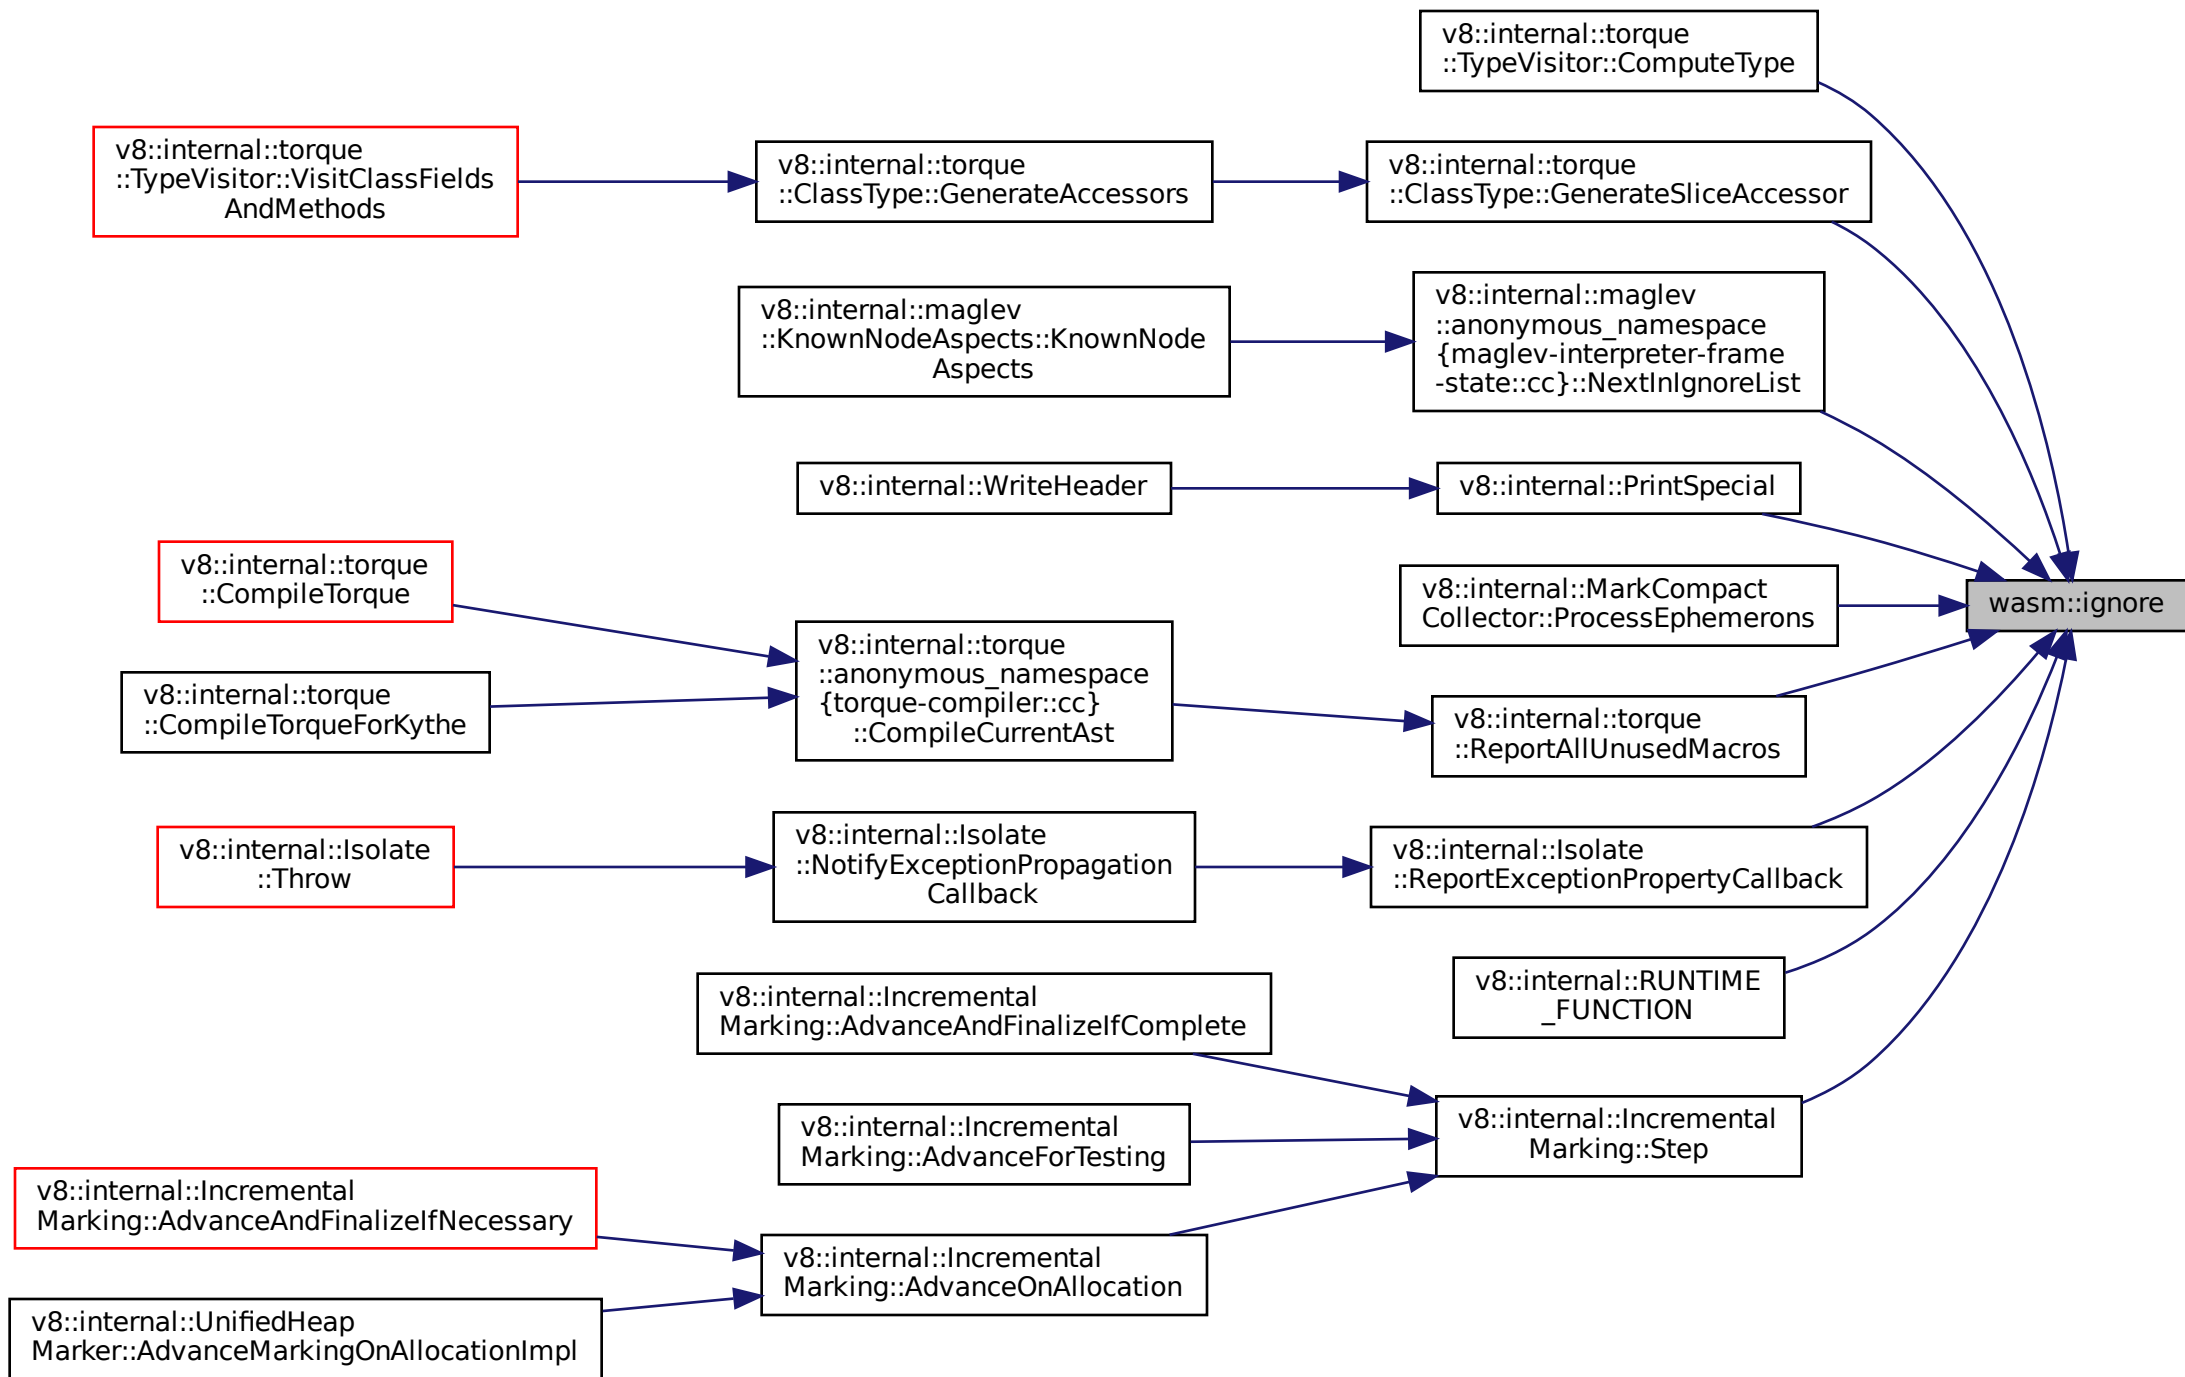 v8::internal::torque
::TypeVisitor::ComputeType
v8::internal::torque
::TypeVisitor::VisitClassFields
AndMethods
v8::internal::torque
::ClassType::GenerateAccessors
v8::internal::torque
::ClassType::GenerateSliceAccessor
v8::internal::maglev
::KnownNodeAspects::KnownNode
Aspects
v8::internal::maglev
::anonymous_namespace
{maglev-interpreter-frame
-state::cc}::NextInIgnoreList
v8::internal::WriteHeader
v8::internal::PrintSpecial
v8::internal::MarkCompact
Collector::ProcessEphemerons
wasm::ignore
v8::internal::torque
::CompileTorque
v8::internal::torque
::CompileTorqueForKythe
v8::internal::torque
::anonymous_namespace
{torque-compiler::cc}
::CompileCurrentAst
v8::internal::torque
::ReportAllUnusedMacros
v8::internal::Isolate
::Throw
v8::internal::Isolate
::NotifyExceptionPropagation
Callback
v8::internal::Isolate
::ReportExceptionPropertyCallback
v8::internal::RUNTIME
_FUNCTION
v8::internal::Incremental
Marking::AdvanceAndFinalizeIfComplete
v8::internal::Incremental
Marking::AdvanceForTesting
v8::internal::Incremental
Marking::Step
v8::internal::Incremental
Marking::AdvanceAndFinalizeIfNecessary
v8::internal::Incremental
Marking::AdvanceOnAllocation
v8::internal::UnifiedHeap
Marker::AdvanceMarkingOnAllocationImpl